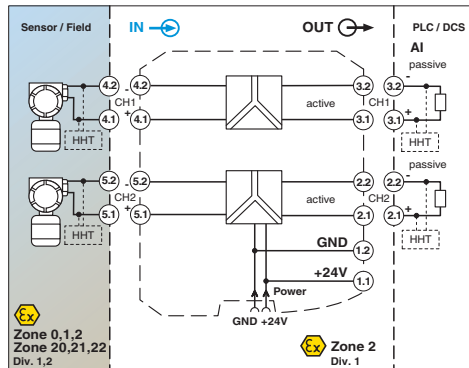 Sensor / Field
IN
OUT
PLC / DCS
AI
passive
4.2
4.2
3.2
3.2
-
-
CH1
active
CH1
+
+
4.1
4.1
3.1
3.1
HHT
HHT
passive
5.2
5.2
2.2
2.2
-
-
CH2
active
CH2
+
+
5.1
5.1
2.1
2.1
HHT
HHT
GND
1.2
+24V
1.1
Power
GND +24V
Ex
Zone 0,1,2
Zone 20,21,22
Div. 1,2
Ex
Zone 2
Div. 1